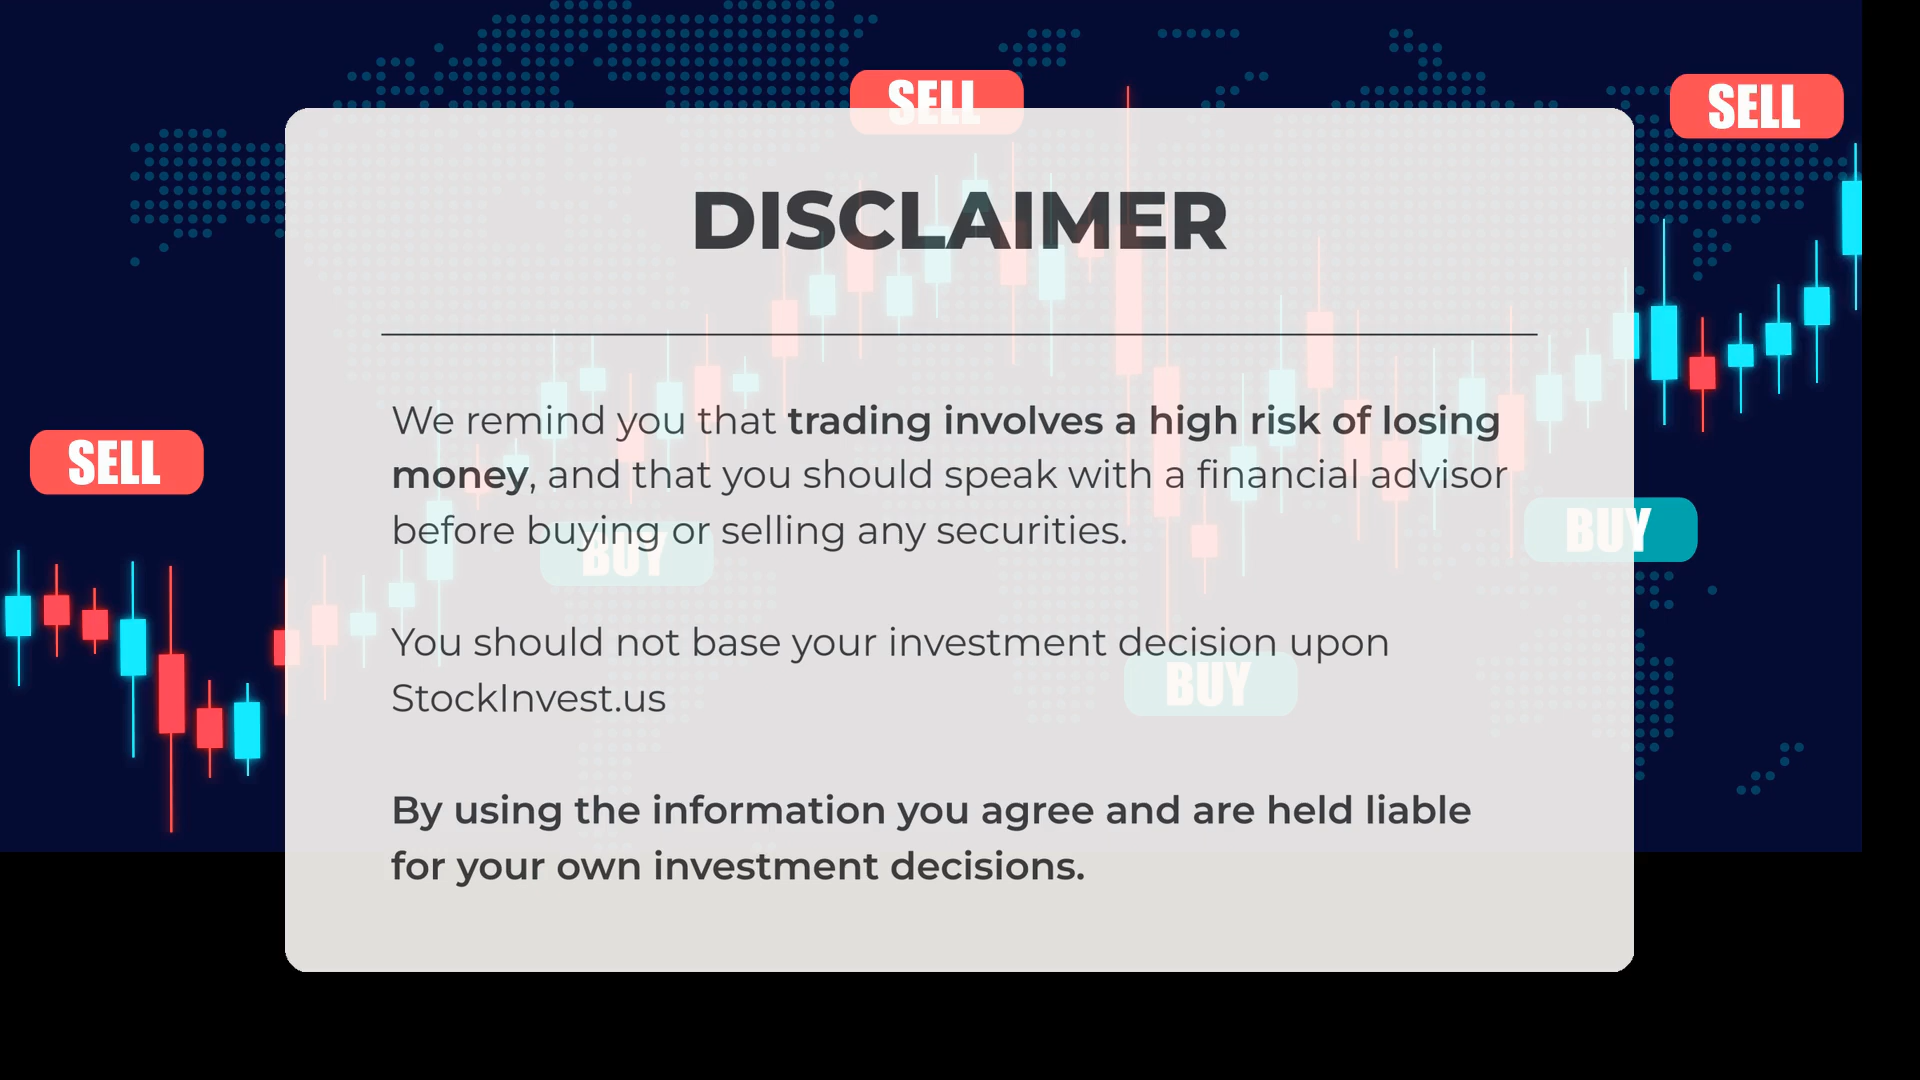 SELL
SELL
DISCLAIMER
We remind you that trading involves a high risk of losing
money, and that you should speak with a financial advisor
before buying or selling any securities.
SELL
BUY
BUY
You should not base your investment decision upon
StockInvest.us
BUY
By using the information you agree and are held liable
for your own investment decisions.